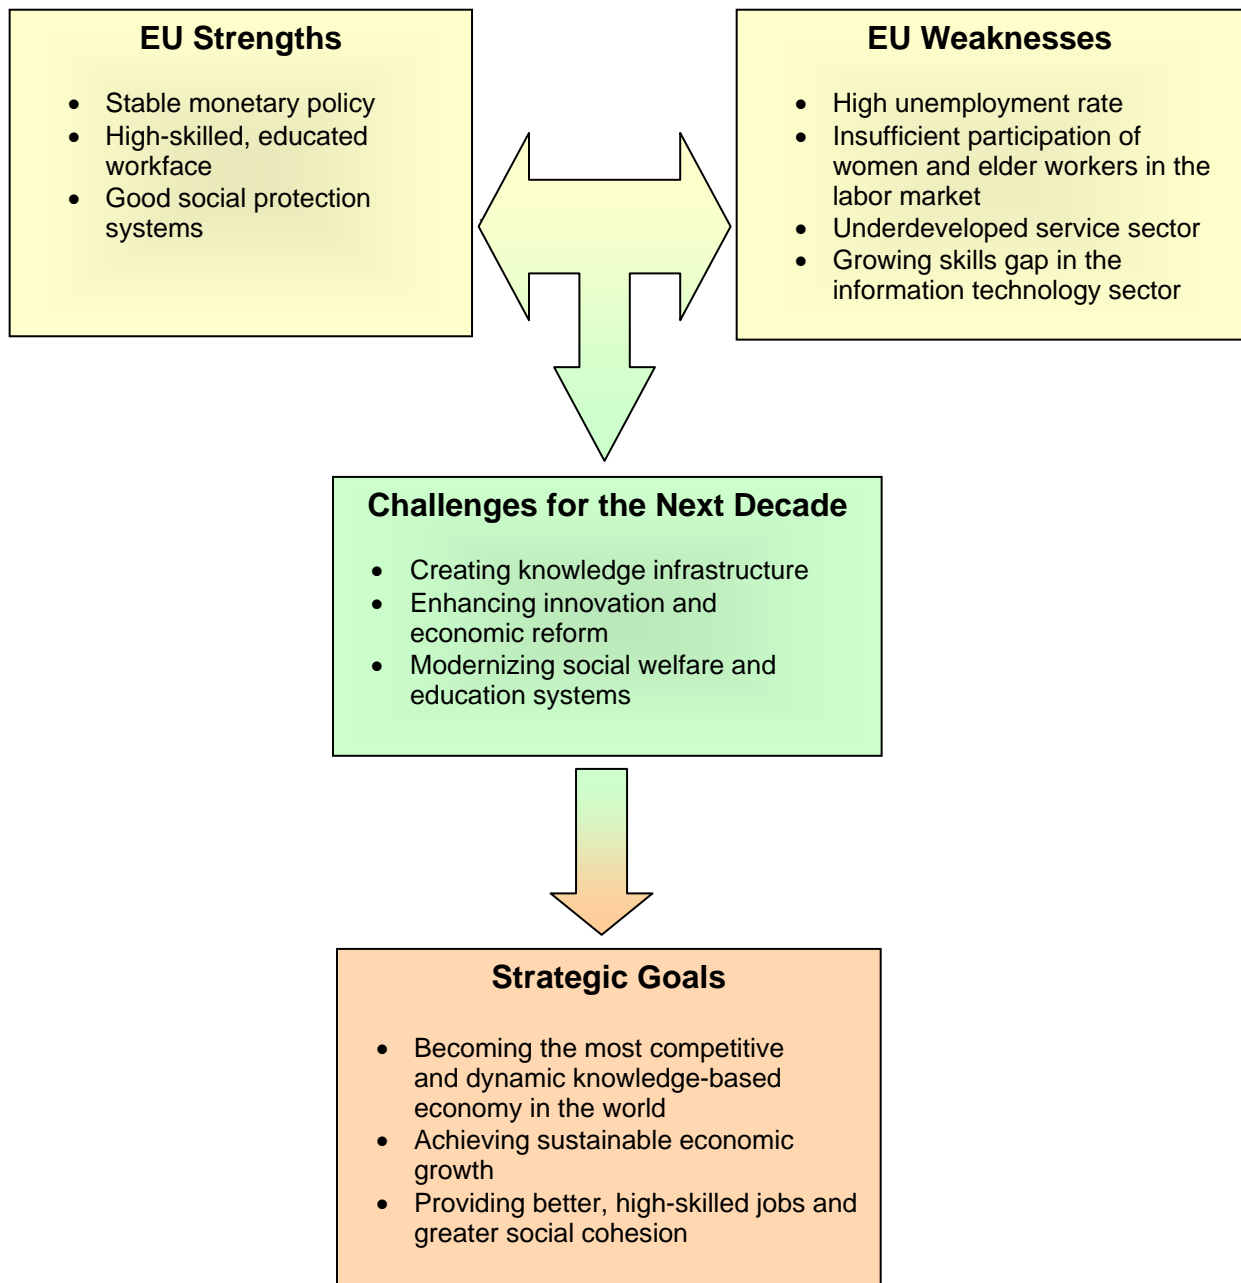 EU Strengths
• Stable monetary policy
• High-skilled, educated
workface
• Good social protection
systems
EU Weaknesses
• High unemployment rate
• Insufficient participation of
women and elder workers in the
labor market
• Underdeveloped service sector
• Growing skills gap in the
information technology sector
Challenges for the Next Decade
• Creating knowledge infrastructure
• Enhancing innovation and
economic reform
• Modernizing social welfare and
education systems
Strategic Goals
• Becoming the most competitive
and dynamic knowledge-based
economy in the world
• Achieving sustainable economic
growth
• Providing better, high-skilled jobs and
greater social cohesion